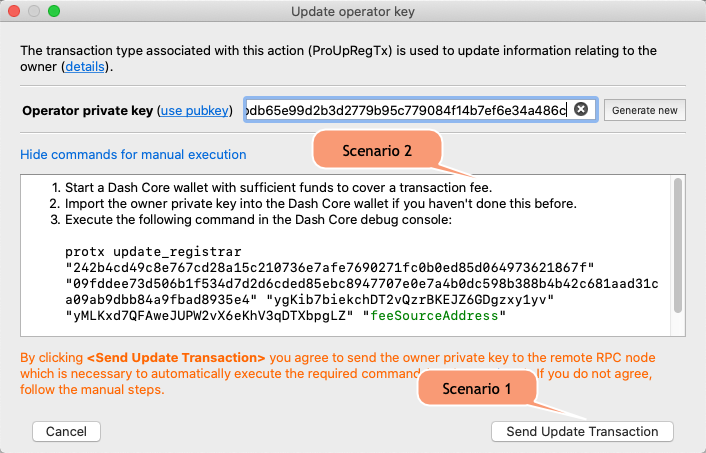 Update operator key
The transaction type associated with this action (ProUpRegTx) is used to update information relating to the
owner (details).
Operator private key (use pubkey)
db65e99d2b3d2779b95c779084f14b7ef6e34a486c
Generate new
Hide commands for manual execution
Scenario 2
1. Start a Dash Core wallet with sufficient funds to cover a transaction fee.
2. Import the owner private key into the Dash Core wallet if you haven't done this before.
3. Execute the following command in the Dash Core debug console:
protx update_registrar
"242b4cd49c8e767cd28a15c210736e7afe7690271fc0b0ed85d064973621867f"
"09fddee73d506b1f534d7d2d6cded85ebc8947707e0e7a4b0dc598b388b4b42c681aad31c
a09ab9dbb84a9fbad8935e4" "ygKib7biekchDT2vQzrBKEJZ6GDgzxy1yv"
"yMLKxd7QFAweJUPW2vX6eKhV3qDTXbpgLZ" "feeSourceAddress"
By clicking <Send Update Transaction> you agree to send the owner private key to the remote RPC node
which is necessary to automatically execute the required command If you do not agree,
follow the manual steps.
Scenario 1
Cancel
Send Update Transaction